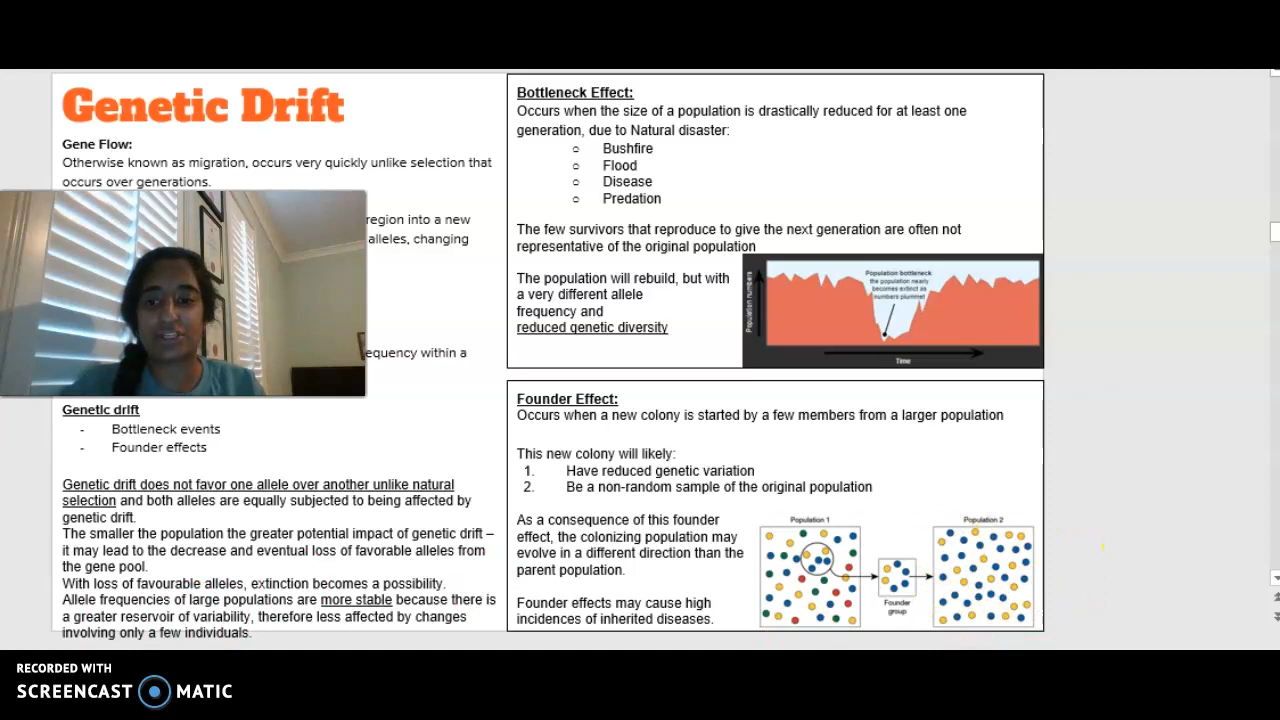 Genetic Drift
Gene Flow:
Otherwise known as migration, occurs very quickly unlike selection that
occurs over generations.
region into a new
alleles, changing
equency within a
Genetic drift
- Bottleneck events
- Founder effects
Genetic drift does not favor one allele over another unlike natural
selection and both alleles are equally subjected to being affected by
genetic drift.
The smaller the population the greater potential impact of genetic drift –
it may lead to the decrease and eventual loss of favorable alleles from
the gene pool.
With loss of favourable alleles, extinction becomes a possibility.
Allele frequencies of large populations are more stable because there is
a greater reservoir of variability, therefore less affected by changes
involving only a few individuals.
Bottleneck Effect:
Occurs when the size of a population is drastically reduced for at least one
generation, due to Natural disaster:
o Bushfire
o Flood
o Disease
o Predation
The few survivors that reproduce to give the next generation are often not
representative of the original population
The population will rebuild, but with
a very different allele
frequency and
reduced genetic diversity
Population numbers
Population bottleneck:
the population nearly
becomes extinct as
numbers plummet
Time
Founder Effect:
Occurs when a new colony is started by a few members from a larger population
This new colony will likely:
1. Have reduced genetic variation
2. Be a non-random sample of the original population
As a consequence of this founder
effect, the colonizing population may
evolve in a different direction than the
parent population.
Founder effects may cause high
incidences of inherited diseases.
Population 1
Founder
group
Population 2
RECORDED WITH
SCREENCAST MATIC